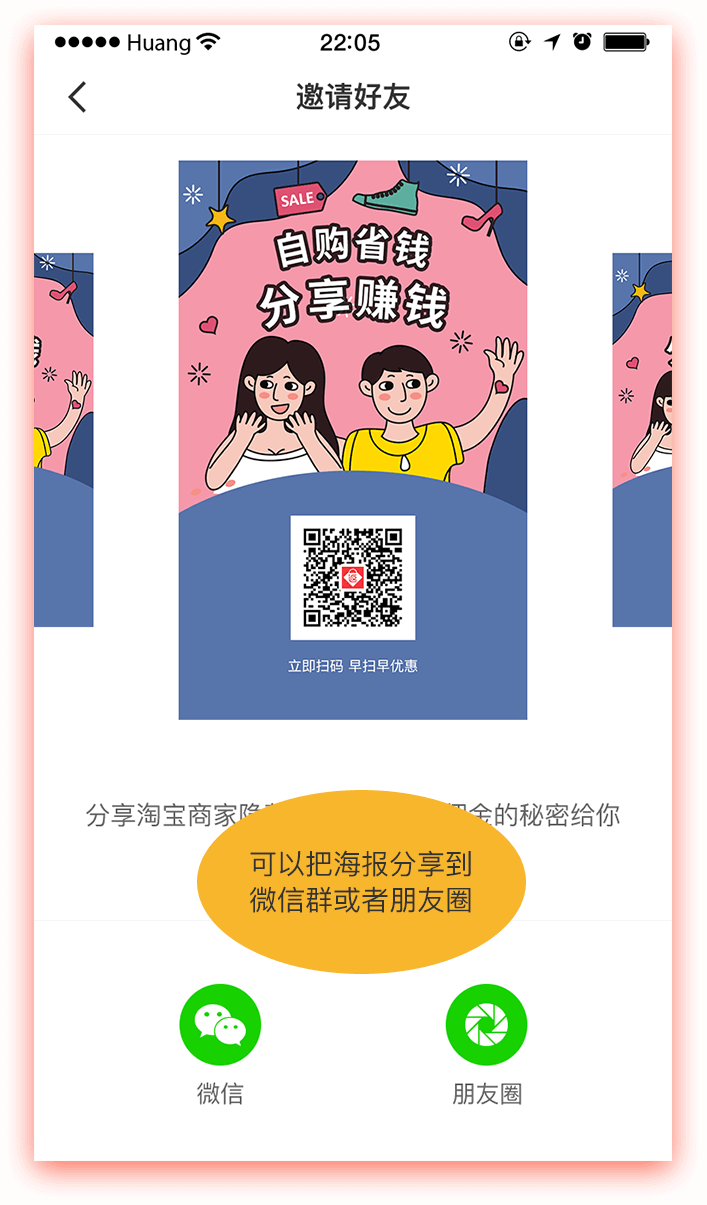 Huang
22:05
邀请好友
SALE
自购省钱
分享赚钱
立即扫码 早扫早优惠
分享淘宝商家隐
金的秘密给你
可以把海报分享到
微信群或者朋友圈
微信
朋友圈